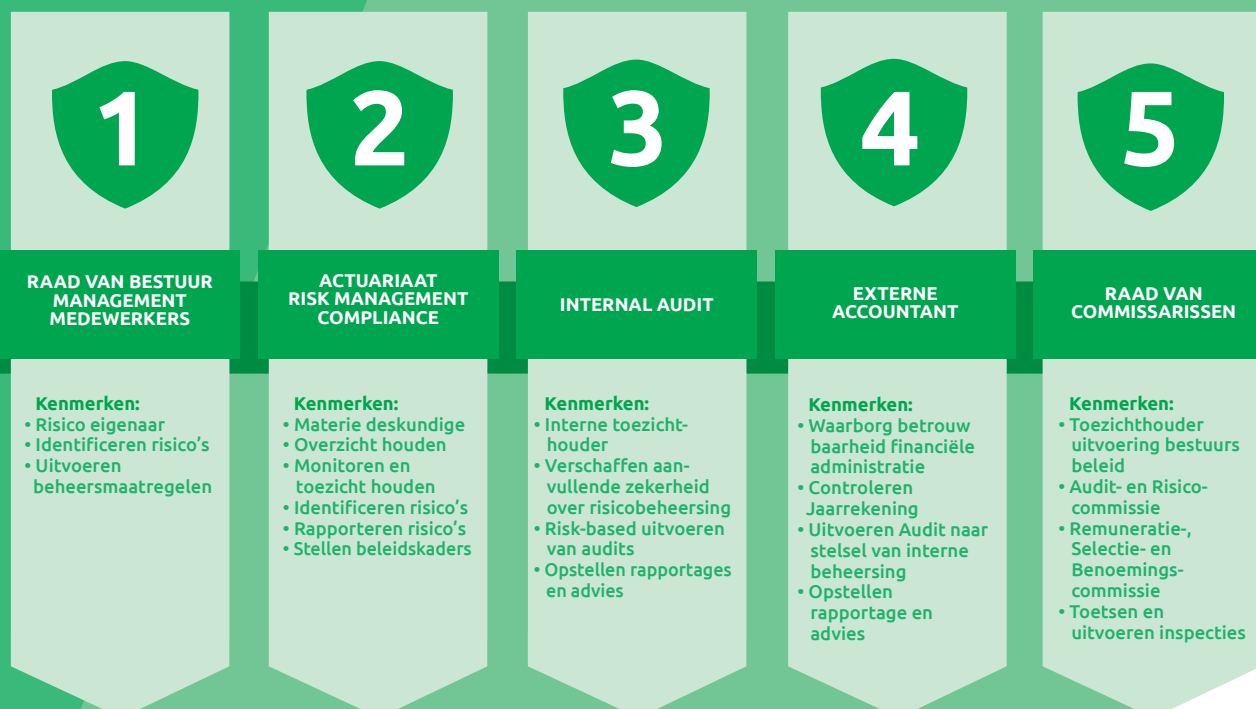 1
RAAD VAN BESTUUR
MANAGEMENT
MEDEWERKERS
Kenmerken:
• Risico eigenaar
• Identificeren risico’s
• Uitvoeren
beheersmaatregelen
2
ACTUARIAAT
RISK MANAGEMENT
COMPLIANCE
Kenmerken:
• Materie deskundige
• Overzicht houden
• Monitoren en
toezicht houden
• Identificeren risico’s
• Rapporteren risico’s
• Stellen beleidskaders
3
INTERNAL AUDIT
Kenmerken:
• Interne toezicht-
houder
• Verschaffen aan-
vullende zekerheid
over risicobeheersing
• Risk-based uitvoeren
van audits
• Opstellen rapportages
en advies
4
EXTERNE
ACCOUNTANT
Kenmerken:
• Waarborg betrouw
baarheid financiële
administratie
• Controleren
Jaarrekening
• Uitvoeren Audit naar
stelsel van interne
beheersing
• Opstellen
rapportage en
advies
5
RAAD VAN
COMMISSARISSEN
Kenmerken:
• Toezichthouder
uitvoering bestuurs
beleid
• Audit- en Risico-
commissie
• Remuneratie-,
Selectie- en
Benoemings-
commissie
• Toetsen en
uitvoeren inspecties